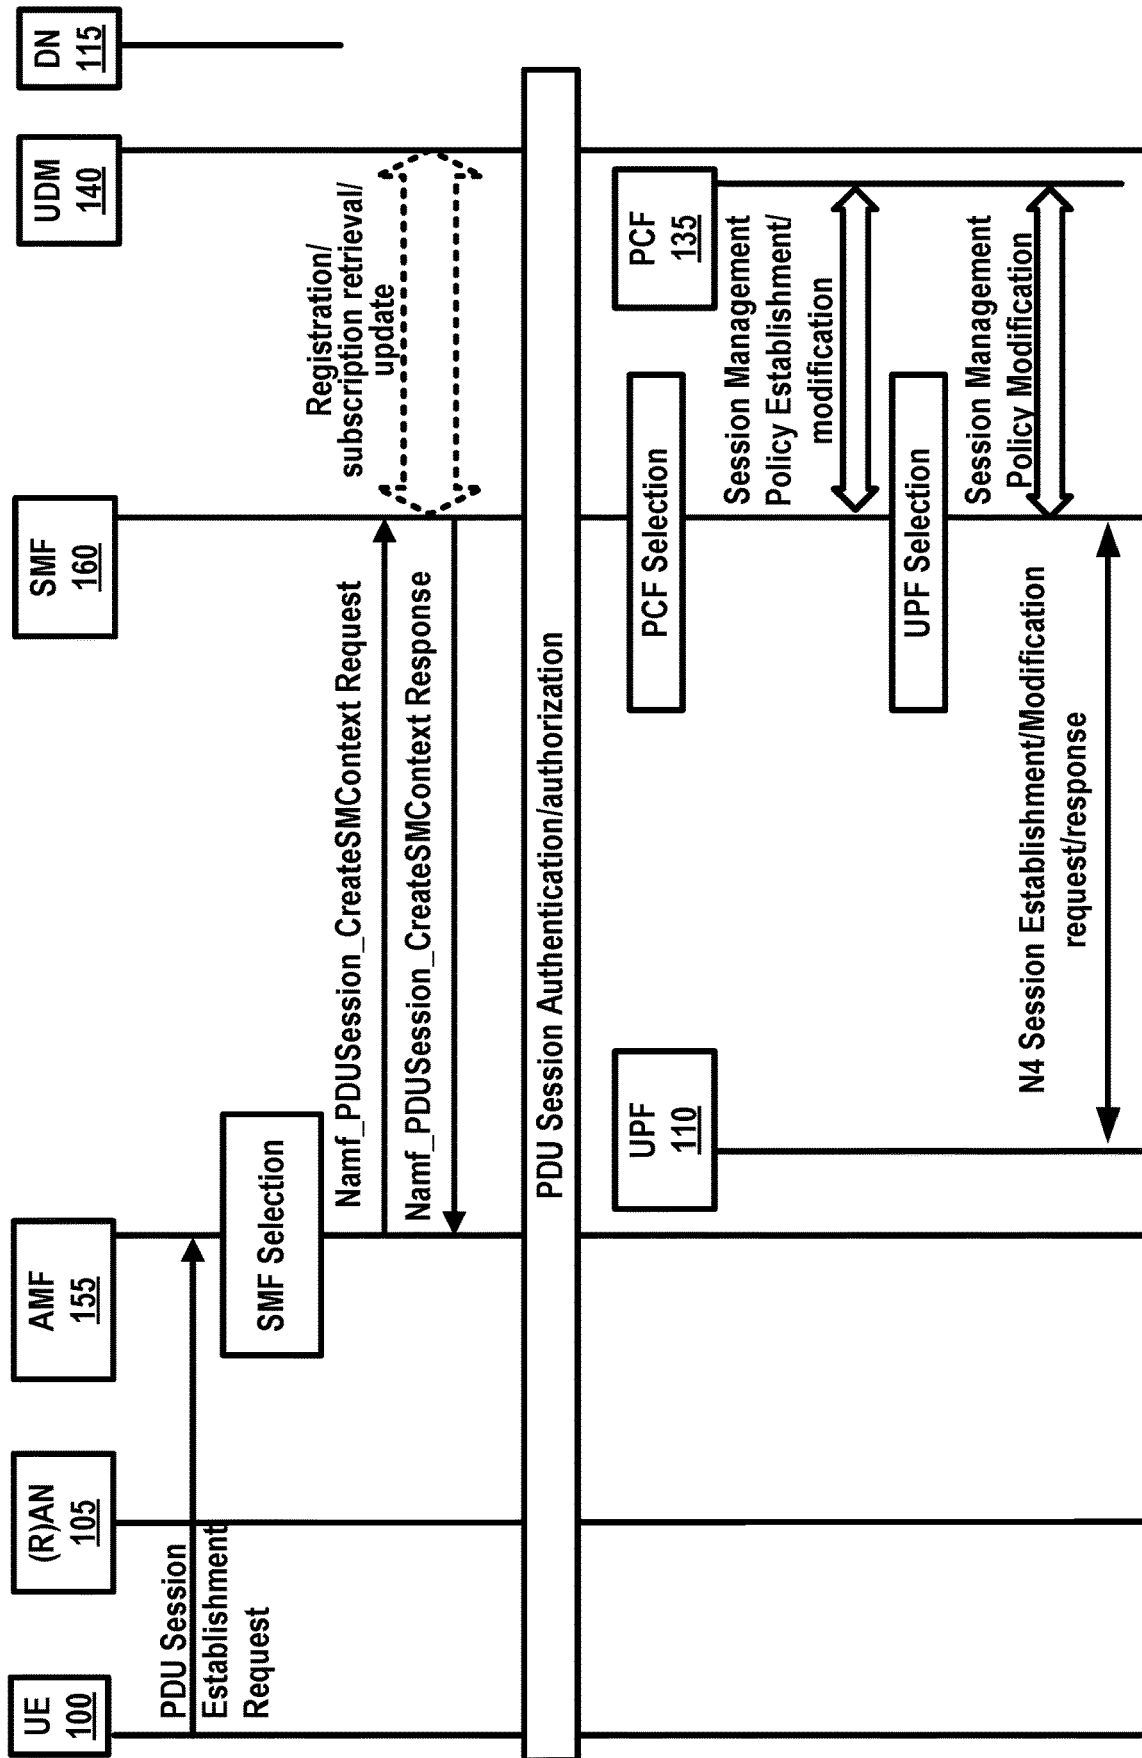 UE
100
(R)AN
105
AMF
155
SMF
160
UDM
140
DN
115
PDU Session
Establishment
Request
SMF Selection
Namf_PDUSession_CreateSMContext Request
Registration/
subscription retrieval/
update
Namf_PDUSession_CreateSMContext Response
PDU Session Authentication/authorization
UPF
110
PCF Selection
PCF
135
Session Management
Policy Establishment/
modification
UPF Selection
Session Management
Policy Modification
N4 Session Establishment/Modification
request/response